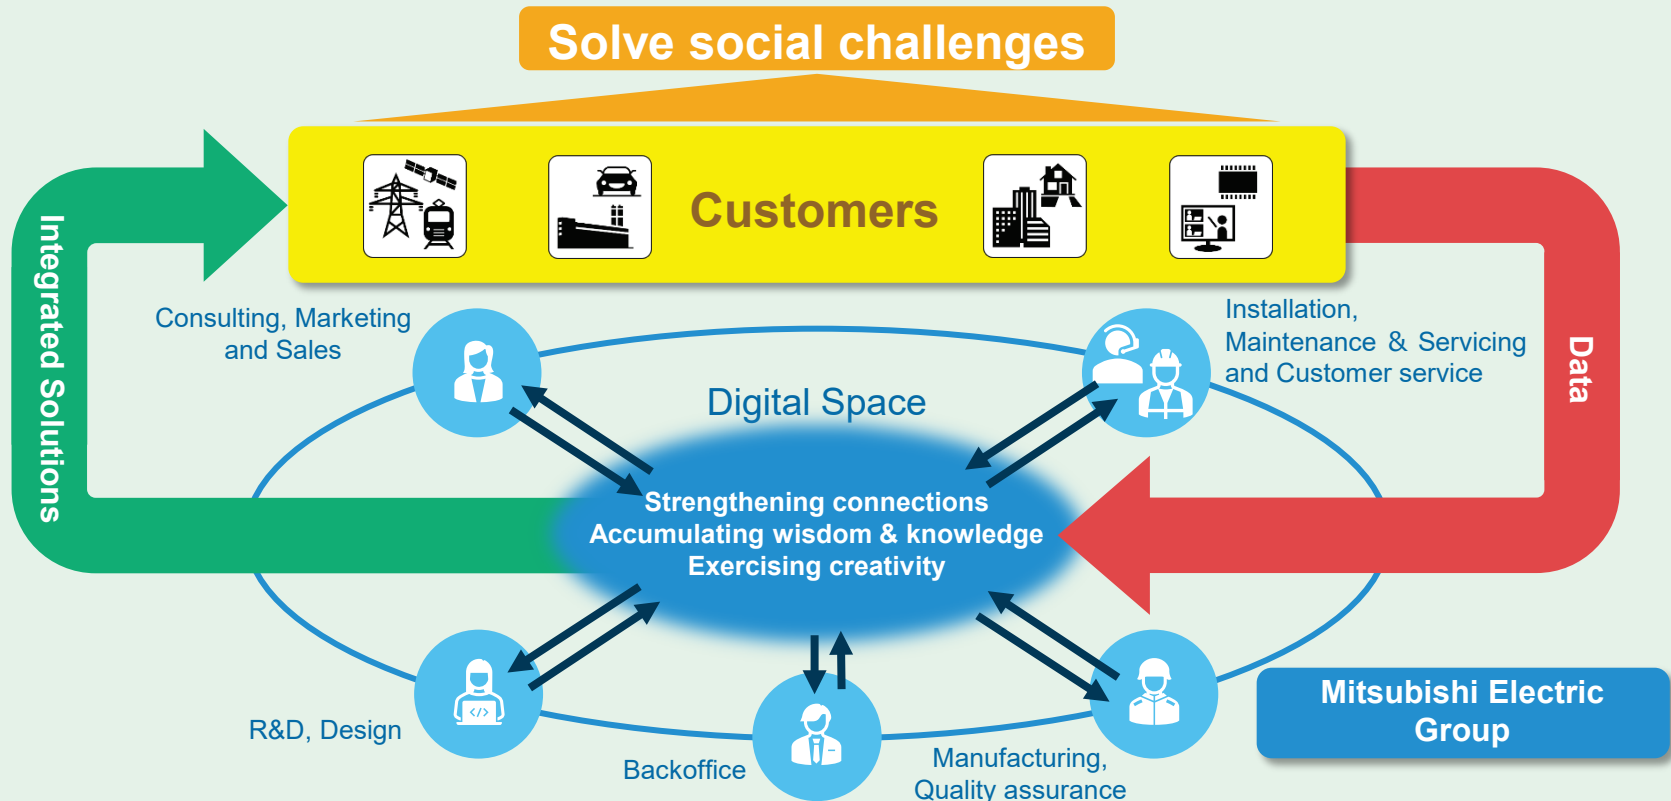 Solve social challenges
Customers
Integrated Solutions
Data
Consulting, Marketing
and Sales
Installation,
Maintenance & Servicing
and Customer service
Digital Space
Strengthening connections
Accumulating wisdom & knowledge
Exercising creativity
R&D, Design
Backoffice
Manufacturing,
Quality assurance
Mitsubishi Electric
Group